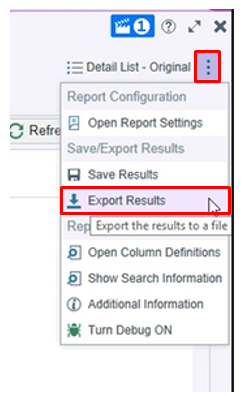 1
Detail List - Original
Report Configuration
Refre
Open Report Settings
Save/Export Results
Save Results
Export Results
Export the results to a file
Rep
Open Column Definitions
Show Search Information
Additional Information
Turn Debug ON